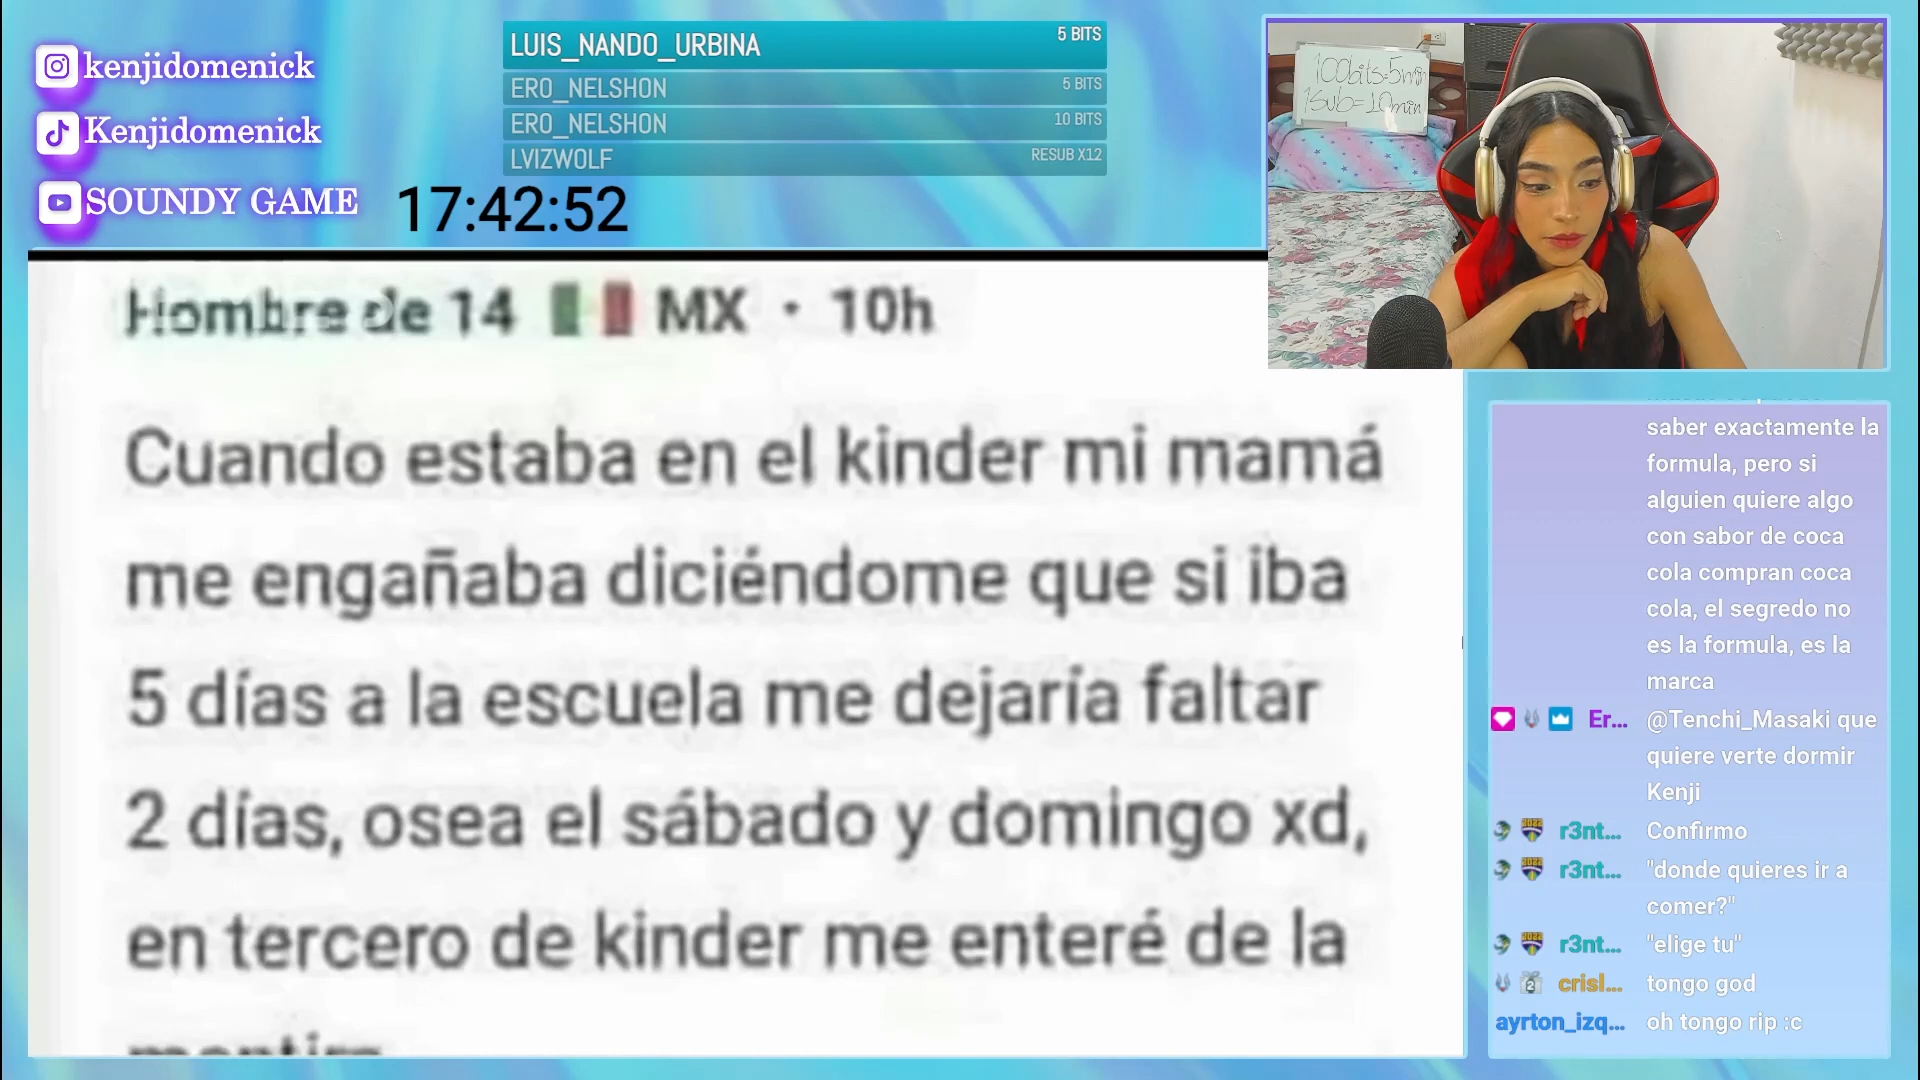 kenjidomenick
Kenjidomenick
SOUNDY GAME
LUIS_NANDO_URBINA 5 BITS
ERO_NELSHON 5 BITS
ERO_NELSHON 10 BITS
LVIZWOLF RESUB X12
17:42:52
100bits=5min
1Sub=10min
Hombre de 14 MX • 10h
Cuando estaba en el kinder mi mamá
me engañaba diciéndome que si iba
5 días a la escuela me dejaría faltar
2 días, osea el sábado y domingo xd,
en tercero de kinder me enteré de la
saber exactamente la
formula, pero si
alguien quiere algo
con sabor de coca
cola compran coca
cola, el segredo no
es la formula, es la
marca
Er... @Tenchi_Masaki que
quiere verte dormir
Kenji
r3nt... Confirmo
r3nt... "donde quieres ir a
comer?"
r3nt... "elige tu"
crisl... tongo god
ayrton_izq... oh tongo rip :c